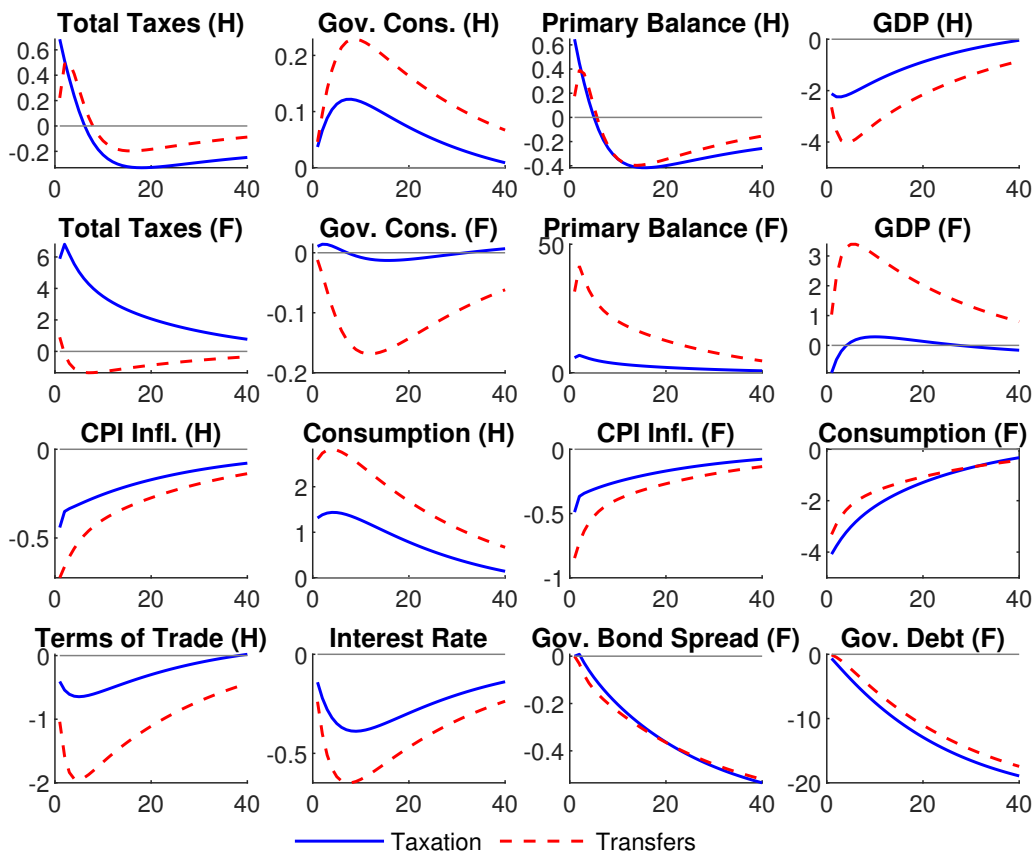 Total Taxes (H) Gov. Cons. (H) Primary Balance (H) GDP (H)
0.6 0.4 0.2 0 -0.2
0.2 0.1 0
0.6 0.4 0.2 0 -0.2 -0.4
0 -2 -4
0 20 40 0 20 40 0 20 40 0 20 40
Total Taxes (F) Gov. Cons. (F) Primary Balance (F) GDP (F)
6 4 2 0
0 -0.1 -0.2
50 0
3 2 1 0
0 20 40 0 20 40 0 20 40 0 20 40
CPI Infl. (H) Consumption (H) CPI Infl. (F) Consumption (F)
0 -0.5
2 1 0
0 -0.5 -1
0 -2 -4
0 20 40 0 20 40 0 20 40 0 20 40
Terms of Trade (H) Interest Rate Gov. Bond Spread (F) Gov. Debt (F)
0 -1 -2
0 -0.5
0 -0.2 -0.4
0 -10 -20
0 20 40 0 20 40 0 20 40 0 20 40
Taxation Transfers